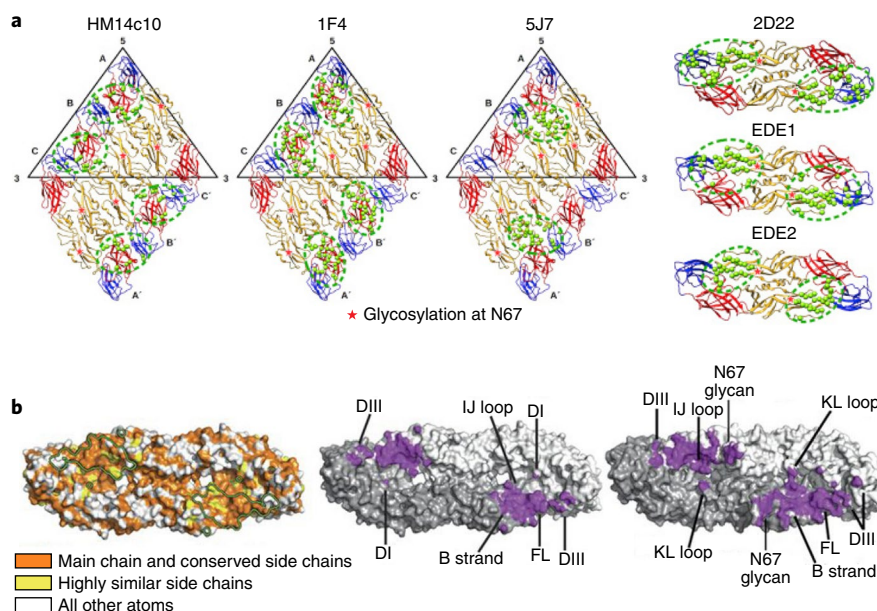 a
HM14c10
1F4
5J7
2D22
5
A
B
C
3
3
C′
B′
A′
5
A
B
C
3
3
C′
B′
A′
5
A
B
C
3
3
C′
B′
A′
EDE1
EDE2
★ Glycosylation at N67
b
DIII
IJ loop
DI
DI
B strand
FL
DIII
N67
glycan
DIII
IJ loop
KL loop
KL loop
N67
glycan
B strand
FL
DIII
Main chain and conserved side chains
Highly similar side chains
All other atoms